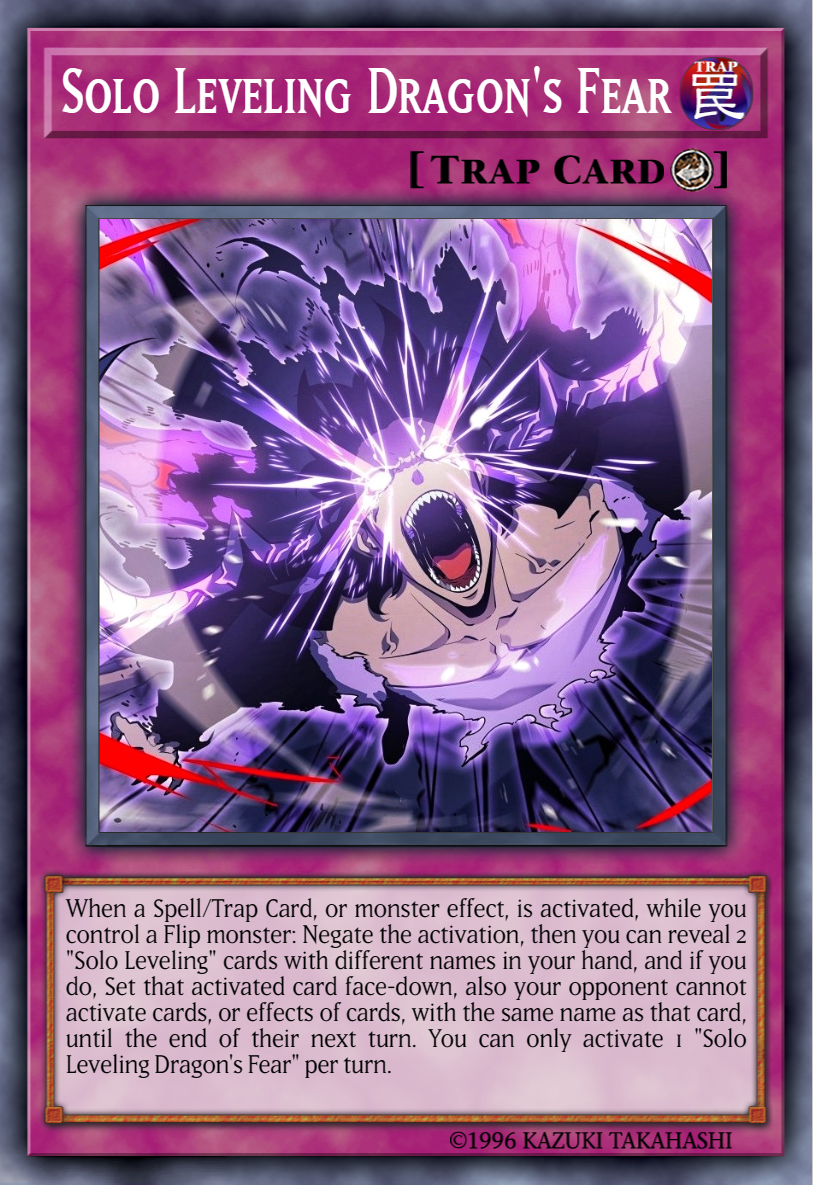 Solo Leveling Dragon's Fear
TRAP
罠
[Trap Card]
When a Spell/Trap Card, or monster effect, is activated, while you
control a Flip monster: Negate the activation, then you can reveal 2
"Solo Leveling" cards with different names in your hand, and if you
do, Set that activated card face-down, also your opponent cannot
activate cards, or effects of cards, with the same name as that card,
until the end of their next turn. You can only activate 1 "Solo
Leveling Dragon's Fear" per turn.
©1996 KAZUKI TAKAHASHI